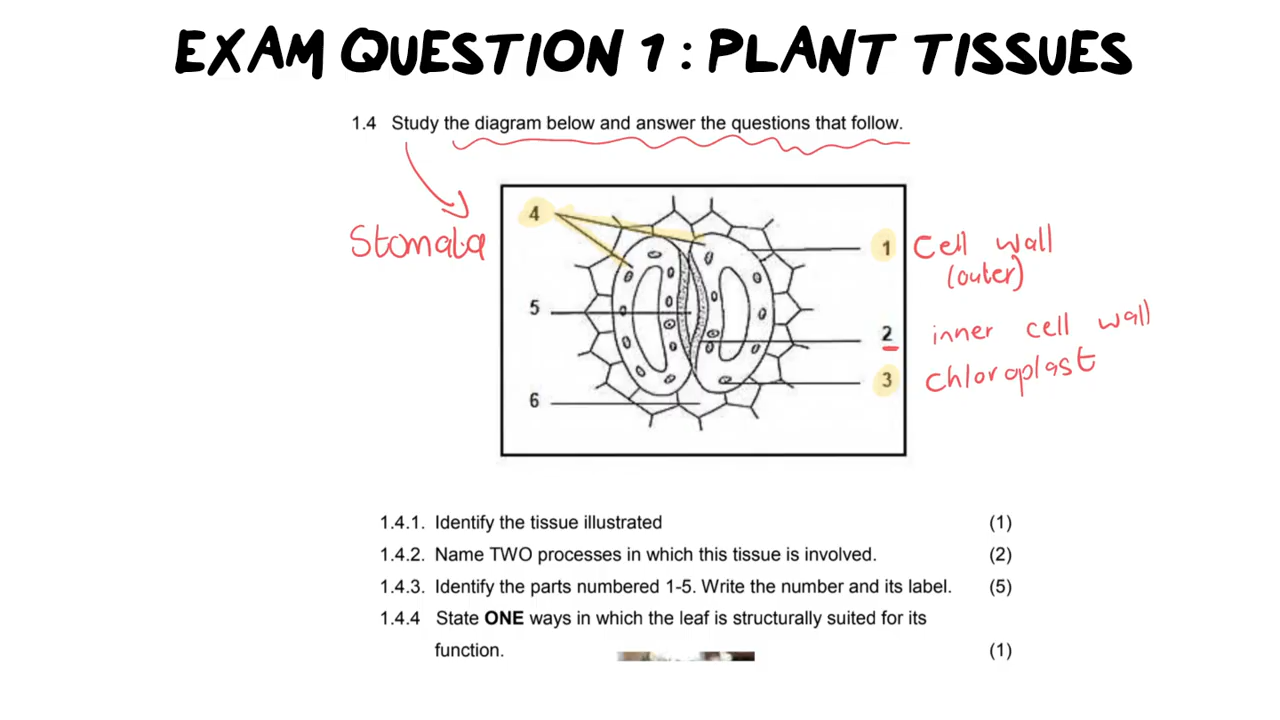 EXAM QUESTION 1 : PLANT TISSUES
1.4 Study the diagram below and answer the questions that follow.
4
Stomata
1 Cell wall
(outer)
5
2 inner cell wall
3 Chloroplast
6
1.4.1. Identify the tissue illustrated (1)
1.4.2. Name TWO processes in which this tissue is involved. (2)
1.4.3. Identify the parts numbered 1-5. Write the number and its label. (5)
1.4.4 State ONE ways in which the leaf is structurally suited for its
function. (1)